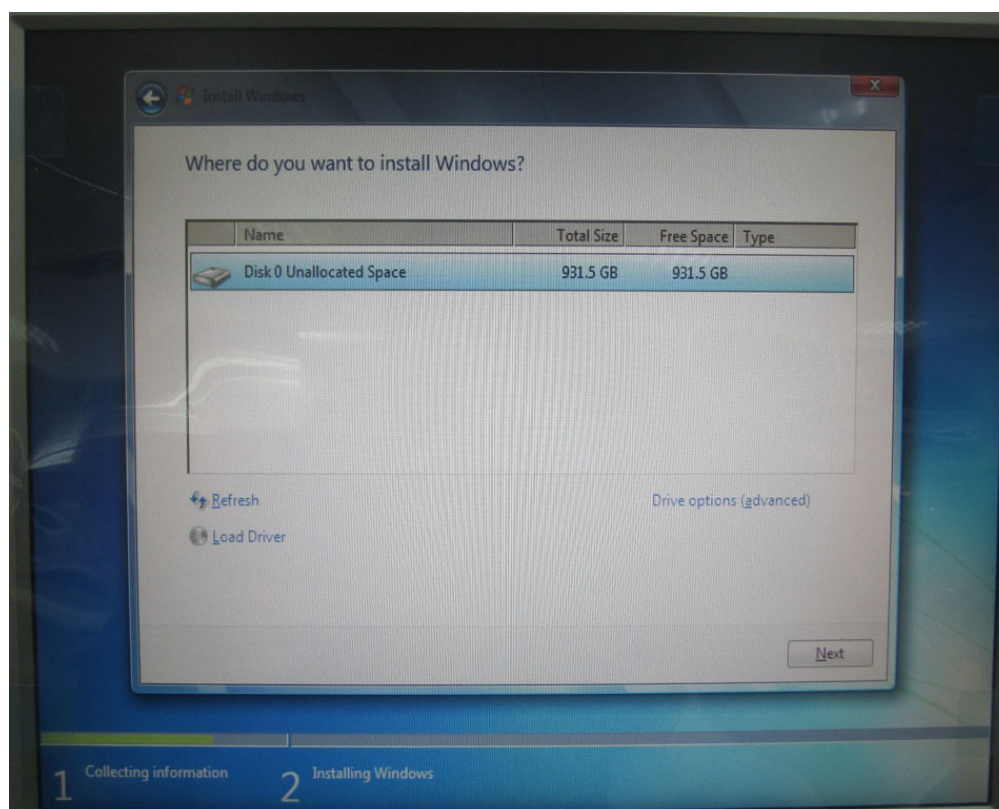 Install Windows
X
Where do you want to install Windows?
Name Total Size Free Space Type
Disk 0 Unallocated Space 931.5 GB 931.5 GB
Refresh Drive options (advanced)
Load Driver
Next
1 Collecting information 2 Installing Windows